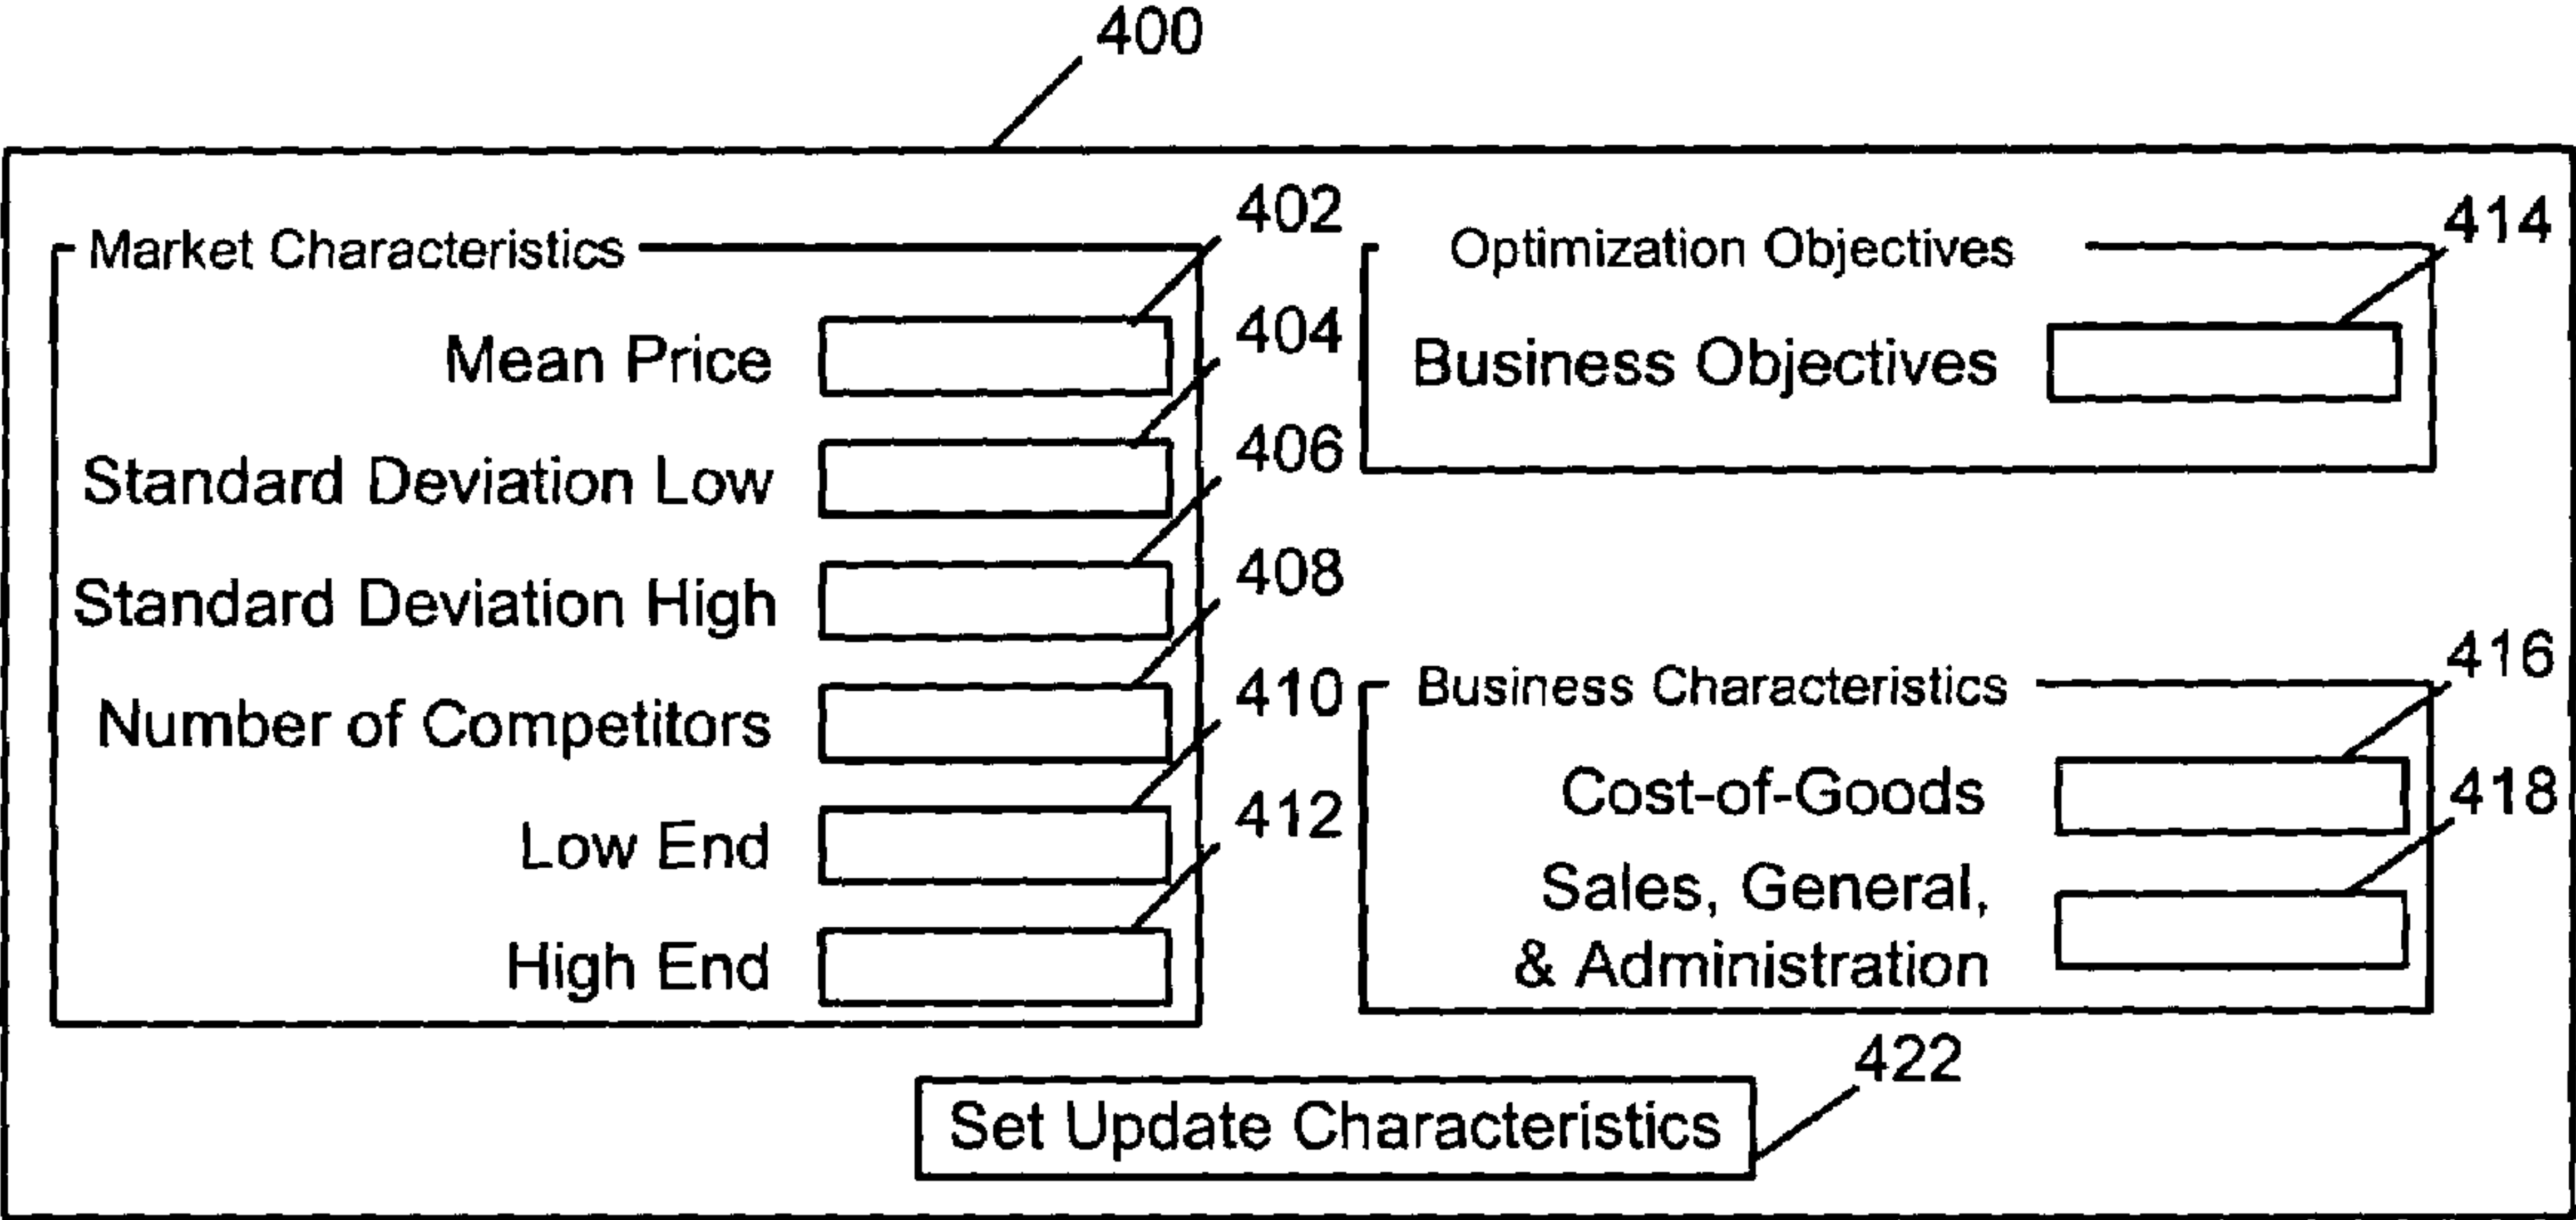 400
Market Characteristics
402
Mean Price
404
Standard Deviation Low
406
Standard Deviation High
408
Number of Competitors
410
Low End
412
High End
Optimization Objectives
414
Business Objectives
Business Characteristics
416
Cost-of-Goods
418
Sales, General,
& Administration
Set Update Characteristics
422